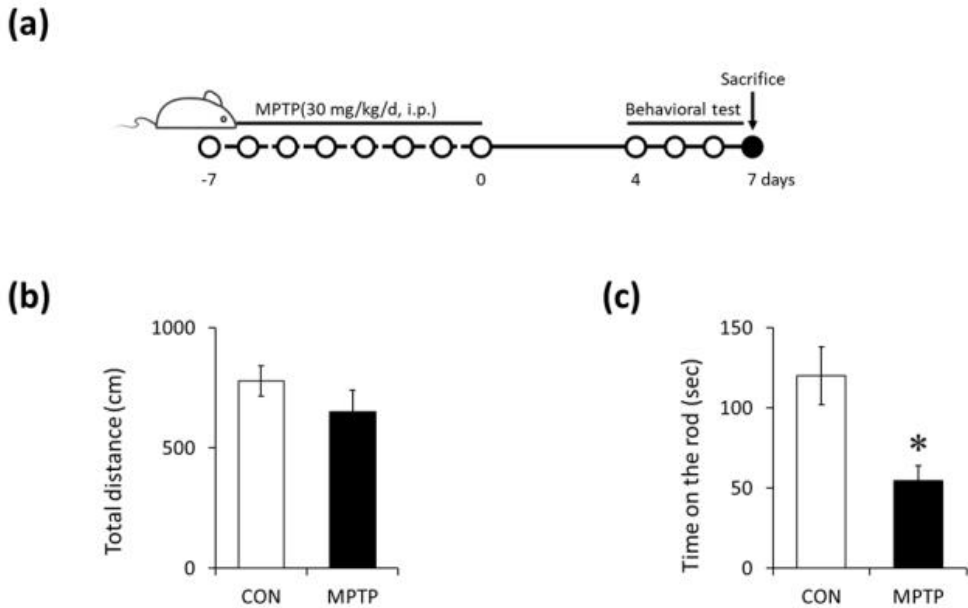 (a)
Sacrifice
MPTP(30 mg/kg/d, i.p.)
Behavioral test
-7
0
4
7 days
(b)
Total distance (cm)
1000
500
0
CON
MPTP
(c)
Time on the rod (sec)
150
100
50
0
*
CON
MPTP